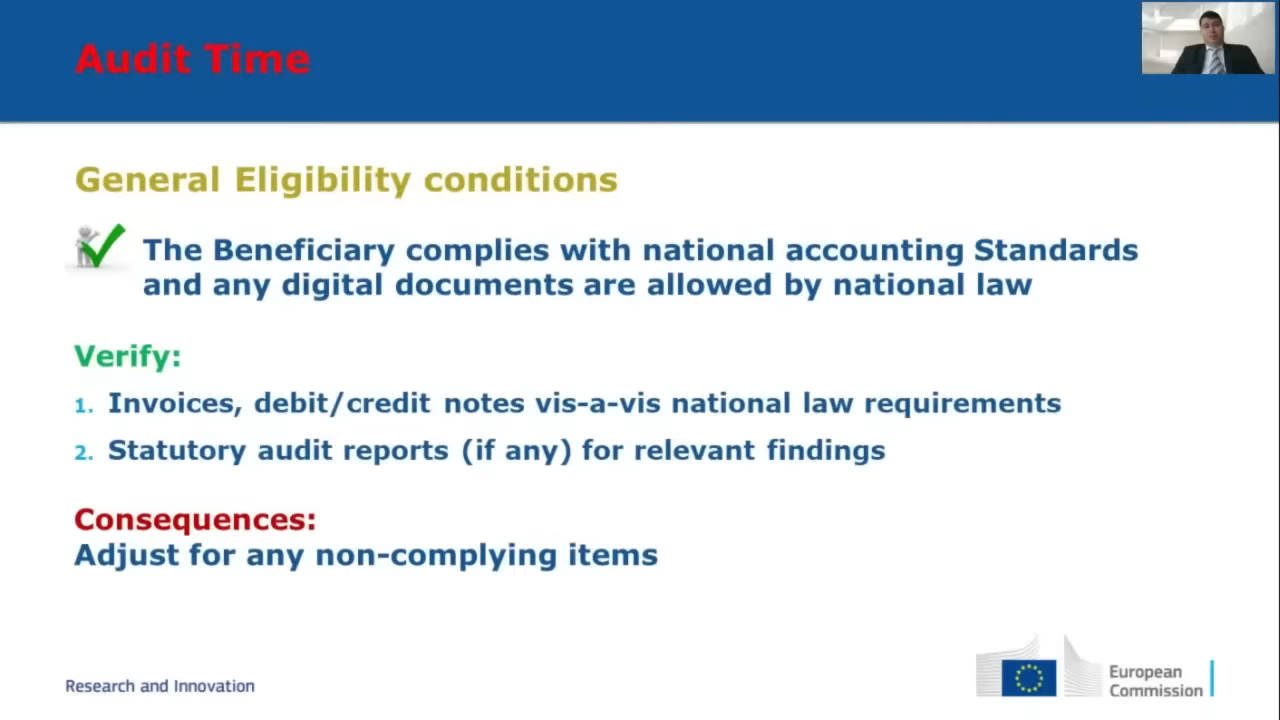 Audit Time
General Eligibility conditions
The Beneficiary complies with national accounting Standards
and any digital documents are allowed by national law
Verify:
1. Invoices, debit/credit notes vis-a-vis national law requirements
2. Statutory audit reports (if any) for relevant findings
Consequences:
Adjust for any non-complying items
Research and Innovation
European
Commission